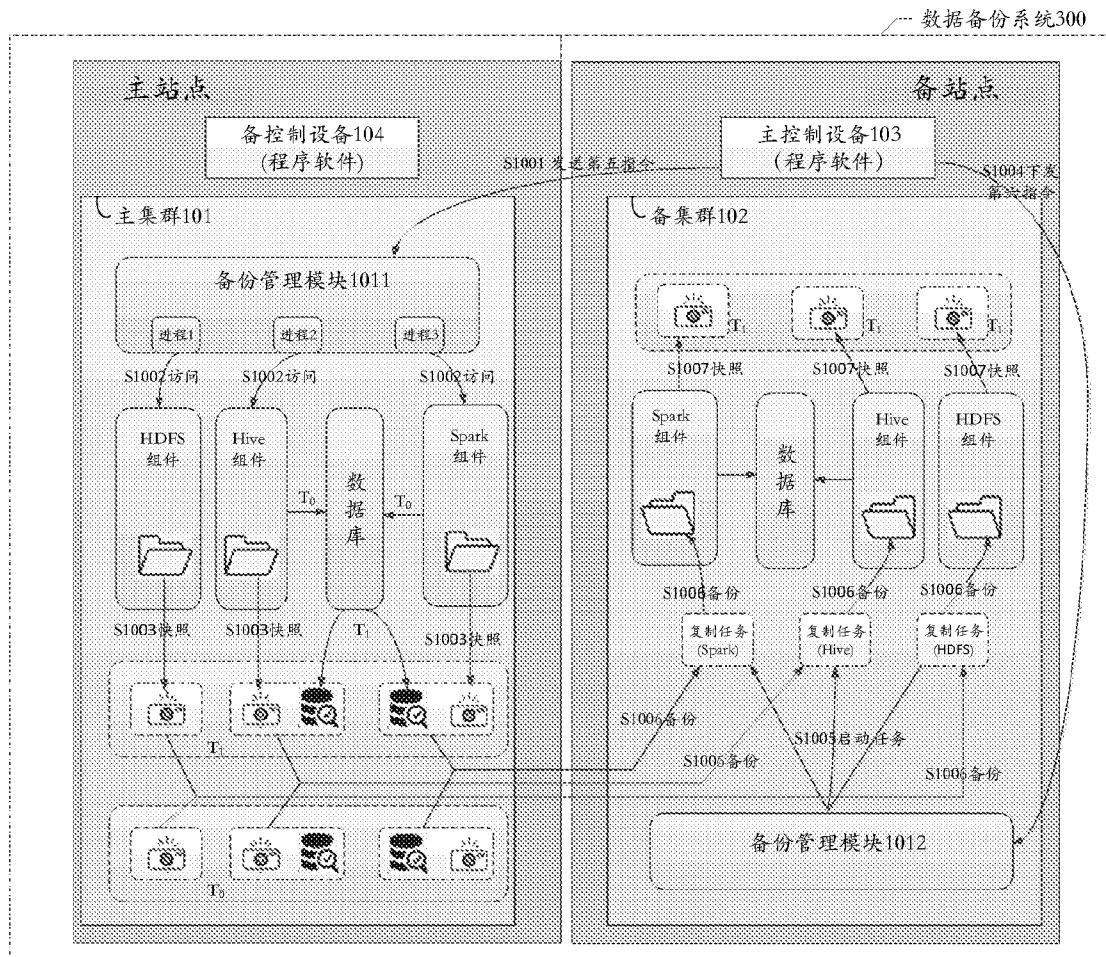 数据备份系统300
主站点
备站点
备控制设备104
(程序软件)
主控制设备103
(程序软件)
S1001发送第五指令
S1004下发
第六指令
主集群101
备集群102
备份管理模块1011
进程1
进程2
进程3
T1
T1
T1
S1002访问
S1002访问
S1002访问
S1007快照
S1007快照
S1007快照
HDFS
组件
Hive
组件
数据库
Spark
组件
T0
T0
Spark
组件
数据库
Hive
组件
HDFS
组件
S1003快照
S1003快照
T1
S1003快照
S1006备份
S1006备份
S1006备份
复制任务
(Spark)
复制任务
(Hive)
复制任务
(HDFS)
T1
S1006备份
S1006备份
S1005启动任务
S1006备份
备份管理模块1012
T0